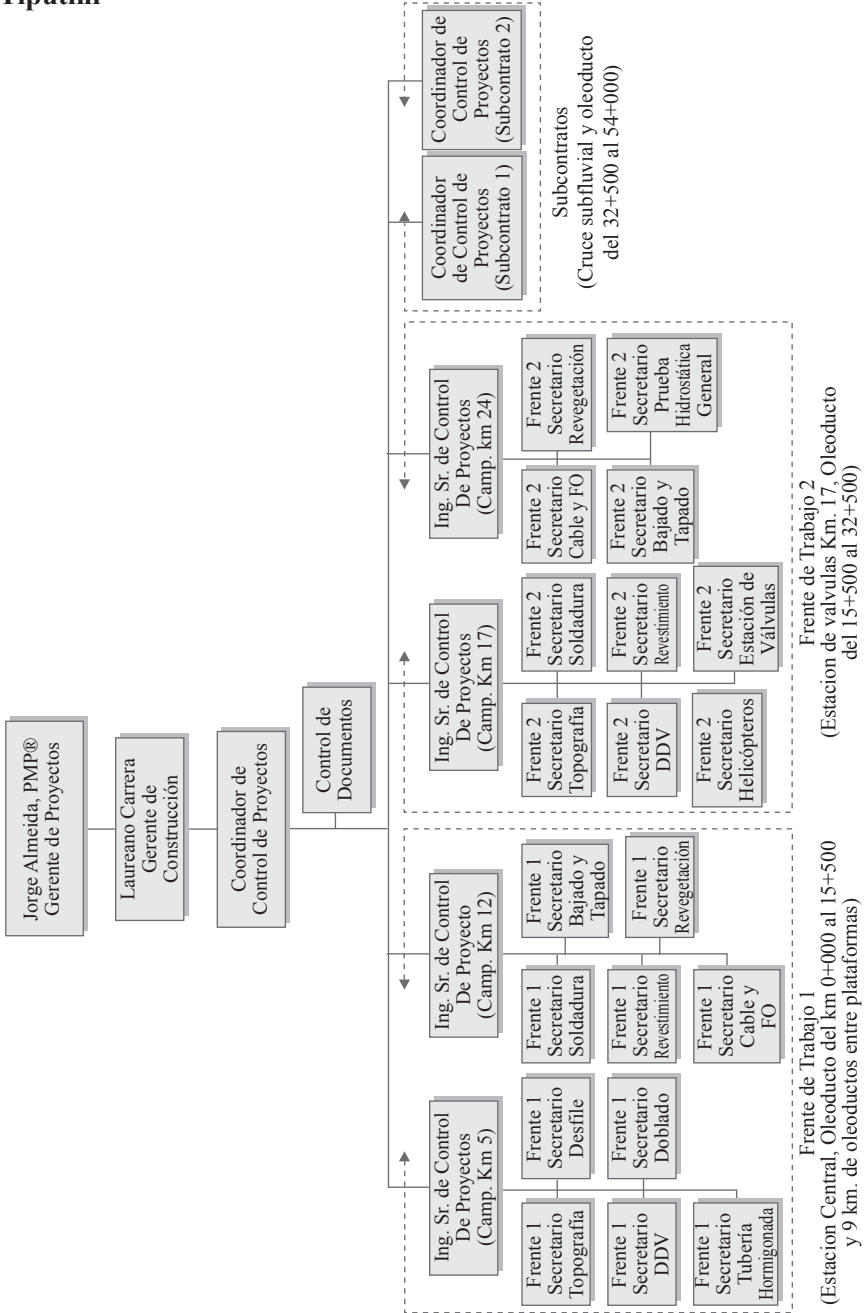 Tiputini
Jorge Almeida, PMP®
Gerente de Proyectos
Laureano Carrera
Gerente de
Construcción
Coordinador de
Control de Proyectos
Control de
Documentos
Ing. Sr. de Control
De Proyectos
(Camp. Km 5)
Frente 1
Secretario
Topografía
Frente 1
Secretario
Desfile
Frente 1
Secretario
DDV
Frente 1
Secretario
Doblado
Frente 1
Secretario
Tubería
Hormigonada
Ing. Sr. de Control
De Proyecto
(Camp. Km 12)
Frente 1
Secretario
Soldadura
Frente 1
Secretario
Bajado y
Tapado
Frente 1
Secretario
Revestimiento
Frente 1
Secretario
Revegetación
Frente 1
Secretario
Cable y
FO
Frente de Trabajo 1
(Estacion Central, Oleoducto del km 0+000 al 15+500
y 9 km. de oleoductos entre plataformas)
Ing. Sr. de Control
De Proyectos
(Camp. Km 17)
Frente 2
Secretario
Topografía
Frente 2
Secretario
Soldadura
Frente 2
Secretario
DDV
Frente 2
Secretario
Revestimiento
Frente 2
Secretario
Helicópteros
Frente 2
Secretario
Estación de
Válvulas
Ing. Sr. de Control
De Proyectos
(Camp. km 24)
Frente 2
Secretario
Cable y FO
Frente 2
Secretario
Revegetación
Frente 2
Secretario
Bajado y
Tapado
Frente 2
Secretario
Prueba
Hidrostática
General
Frente de Trabajo 2
(Estacion de valvulas Km. 17, Oleoducto
del 15+500 al 32+500)
Coordinador
de Control de
Proyectos
(Subcontrato 1)
Coordinador de
Control de
Proyectos
(Subcontrato 2)
Subcontratos
(Cruce subfluvial y oleoducto
del 32+500 al 54+000)